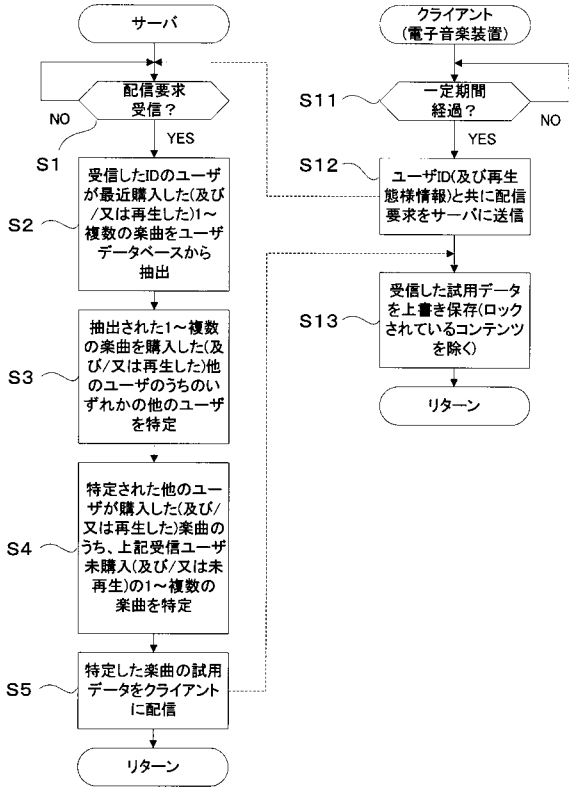 サーバ
配信要求
受信?
NO
YES
S1
受信したIDのユーザ
が最近購入した(及び
/又は再生した)1~
複数の楽曲をユーザ
データベースから
抽出
S2
抽出された1~複数
の楽曲を購入した(及
び/又は再生した)他
のユーザのうちのい
ずれかの他のユーザ
を特定
S3
特定された他のユー
ザが購入した(及び/
又は再生した)楽曲の
うち、上記受信ユーザ
未購入(及び/又は未
再生)の1~複数の
楽曲を特定
S4
特定した楽曲の試用
データをクライアント
に配信
S5
リターン
クライアント
(電子音楽装置)
一定期間
経過?
S11
NO
YES
S12
ユーザID(及び再生
態様情報)と共に配信
要求をサーバに送信
受信した試用データ
を上書き保存(ロック
されているコンテンツ
を除く)
S13
リターン